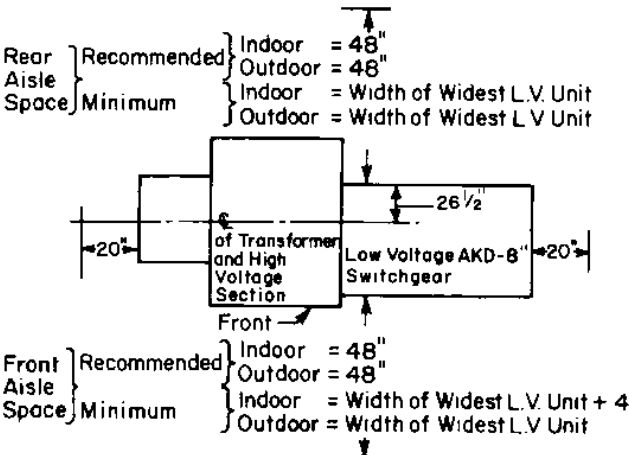 Rear Aisle Space
Recommended
Indoor = 48"
Outdoor = 48"
Minimum
Indoor = Width of Widest L.V. Unit
Outdoor = Width of Widest L V Unit
26 1/2"
20"
℄
of Transformer
and High
Voltage
Section
Low Voltage AKD-8"
Switchgear
20"
Front
Front Aisle Space
Recommended
Indoor = 48"
Outdoor = 48"
Minimum
Indoor = Width of Widest L.V. Unit + 4
Outdoor = Width of Widest L.V Unit